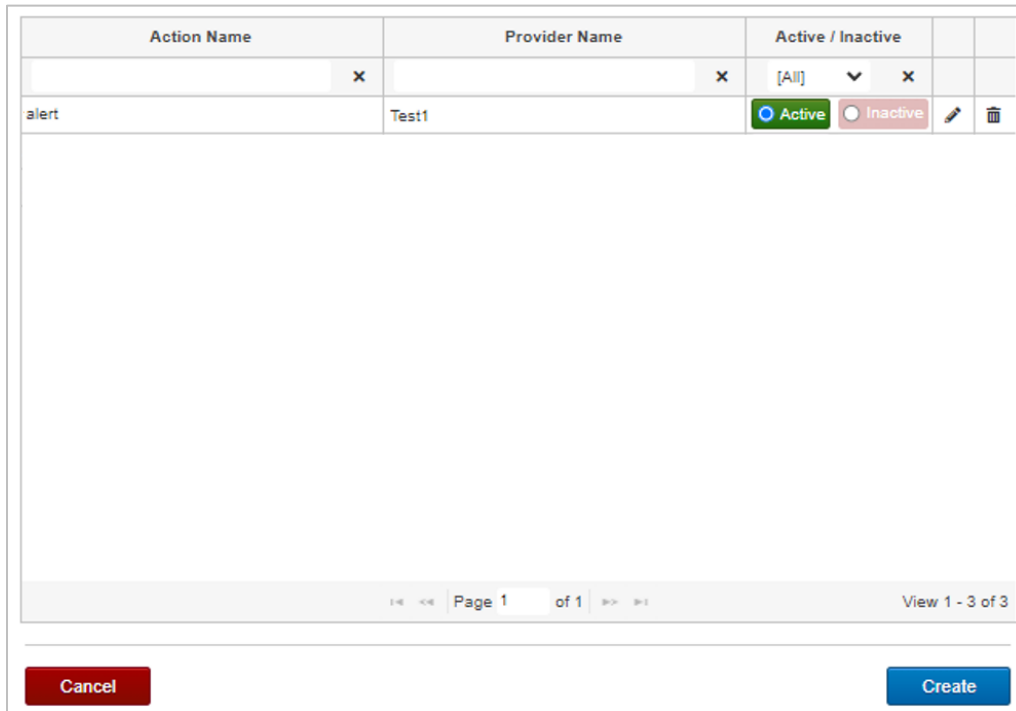 Action Name Provider Name Active / Inactive
[All]
alert Test1 Active Inactive
Page 1 of 1 View 1 - 3 of 3
Cancel Create